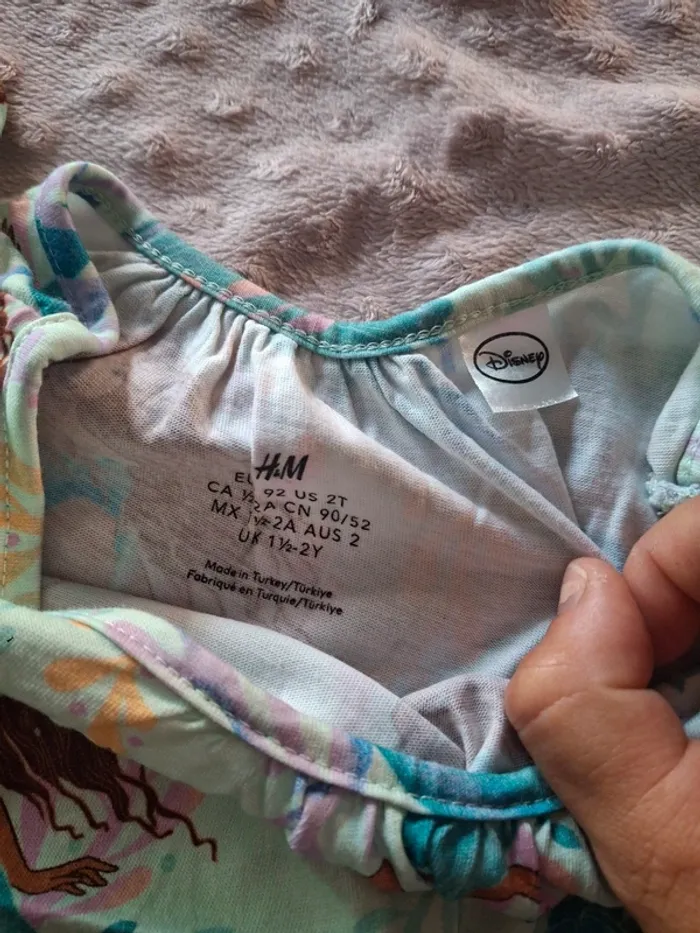 DISNEY
H&M
EU 92 US 2T
CA ½-2A CN 90/52
MX 1½-2A AUS 2
UK 1½-2Y
Made in Turkey/Türkiye
Fabriqué en Turquie/Türkiye